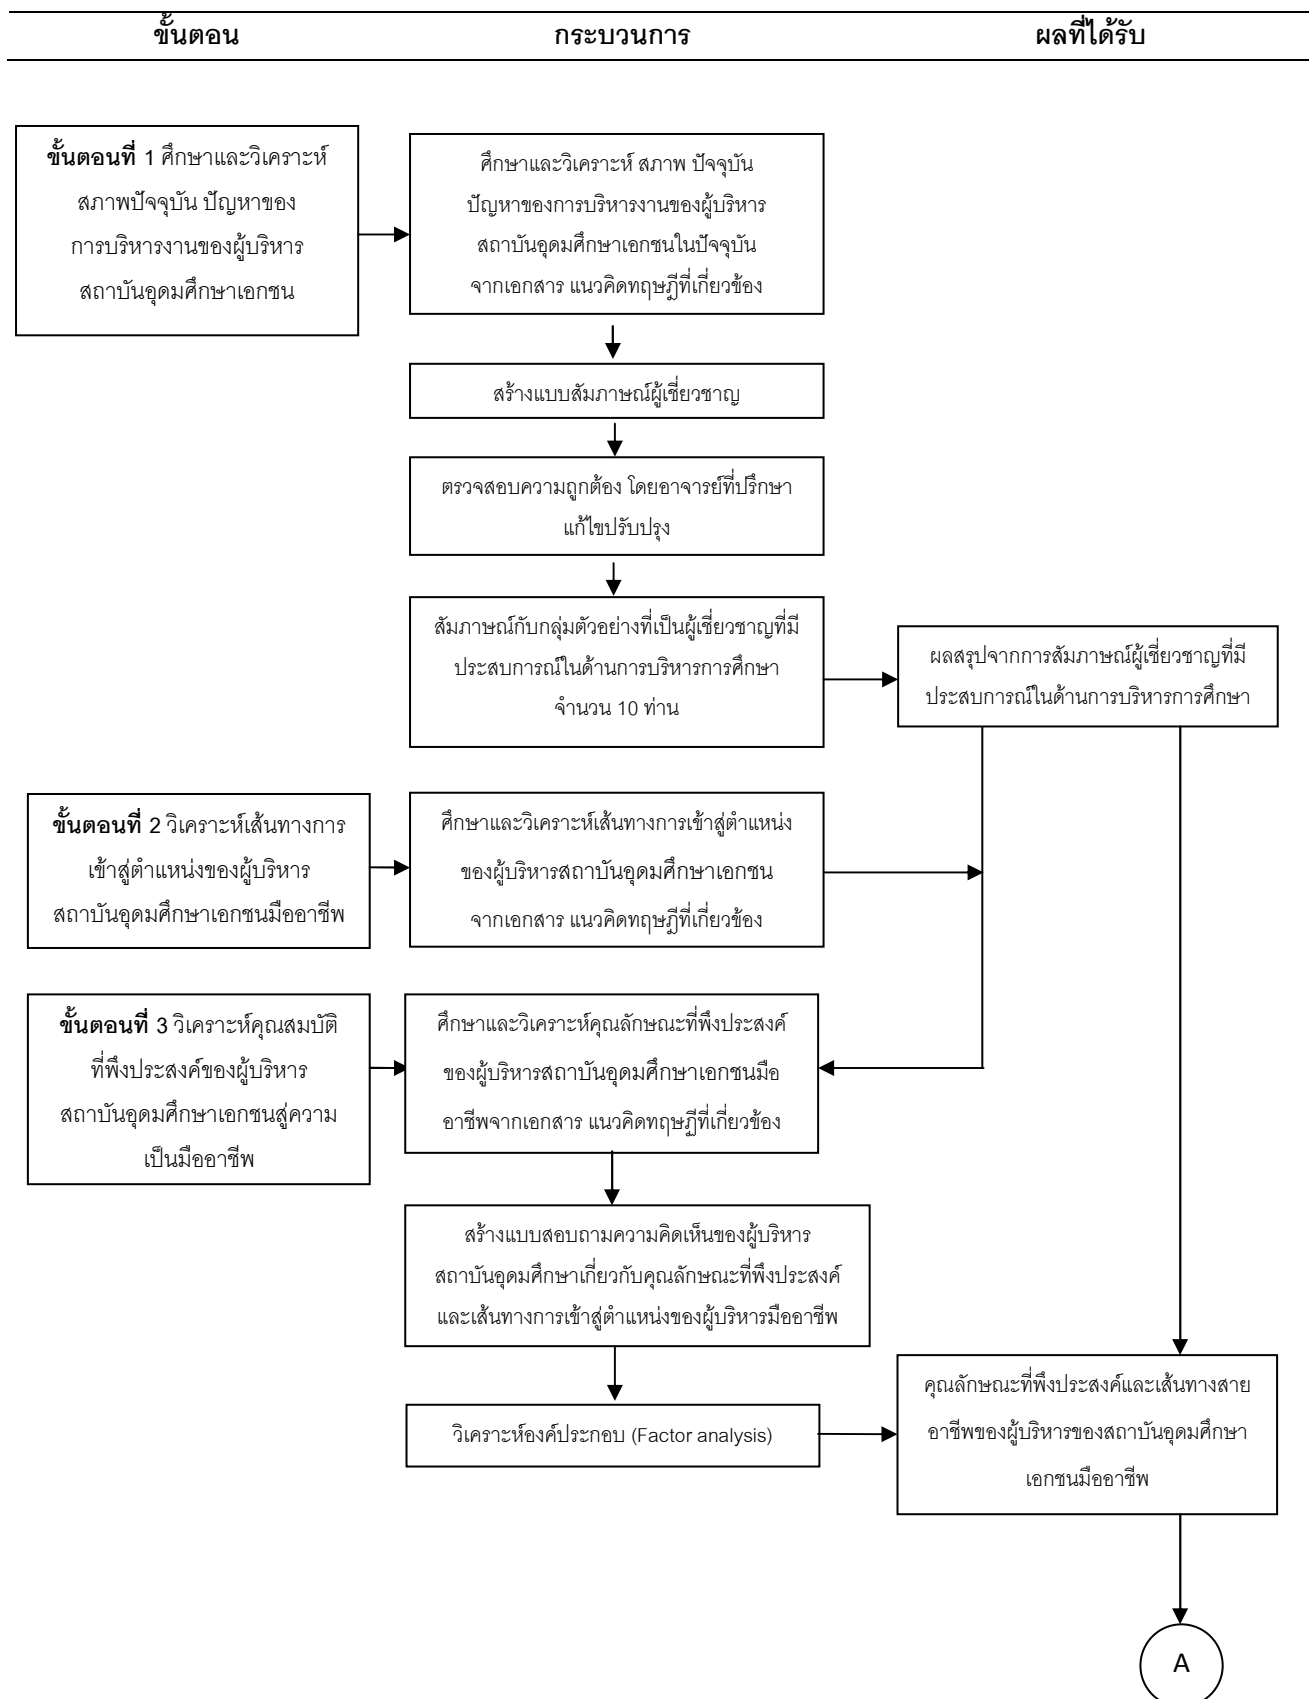 ขั้นตอน กระบวนการ ผลที่ได้รับ
ขั้นตอนที่ 1 ศึกษาและวิเคราะห์
สภาพปัจจุบัน ปัญหาของ
การบริหารงานของผู้บริหาร
สถาบันอุดมศึกษาเอกชน
ศึกษาและวิเคราะห์ สภาพ ปัจจุบัน
ปัญหาของการบริหารงานของผู้บริหาร
สถาบันอุดมศึกษาเอกชนในปัจจุบัน
จากเอกสาร แนวคิดทฤษฎีที่เกี่ยวข้อง
สร้างแบบสัมภาษณ์ผู้เชี่ยวชาญ
ตรวจสอบความถูกต้อง โดยอาจารย์ที่ปรึกษา
แก้ไขปรับปรุง
สัมภาษณ์กับกลุ่มตัวอย่างที่เป็นผู้เชี่ยวชาญที่มี
ประสบการณ์ในด้านการบริหารการศึกษา
จำนวน 10 ท่าน
ผลสรุปจากการสัมภาษณ์ผู้เชี่ยวชาญที่มี
ประสบการณ์ในด้านการบริหารการศึกษา
ขั้นตอนที่ 2 วิเคราะห์เส้นทางการ
เข้าสู่ตำแหน่งของผู้บริหาร
สถาบันอุดมศึกษาเอกชนมืออาชีพ
ศึกษาและวิเคราะห์เส้นทางการเข้าสู่ตำแหน่ง
ของผู้บริหารสถาบันอุดมศึกษาเอกชน
จากเอกสาร แนวคิดทฤษฎีที่เกี่ยวข้อง
ขั้นตอนที่ 3 วิเคราะห์คุณสมบัติ
ที่พึงประสงค์ของผู้บริหาร
สถาบันอุดมศึกษาเอกชนสู่ความ
เป็นมืออาชีพ
ศึกษาและวิเคราะห์คุณลักษณะที่พึงประสงค์
ของผู้บริหารสถาบันอุดมศึกษาเอกชนมือ
อาชีพจากเอกสาร แนวคิดทฤษฎีที่เกี่ยวข้อง
สร้างแบบสอบถามความคิดเห็นของผู้บริหาร
สถาบันอุดมศึกษาเกี่ยวกับคุณลักษณะที่พึงประสงค์
และเส้นทางการเข้าสู่ตำแหน่งของผู้บริหารมืออาชีพ
วิเคราะห์องค์ประกอบ (Factor analysis)
คุณลักษณะที่พึงประสงค์และเส้นทางสาย
อาชีพของผู้บริหารของสถาบันอุดมศึกษา
เอกชนมืออาชีพ
A